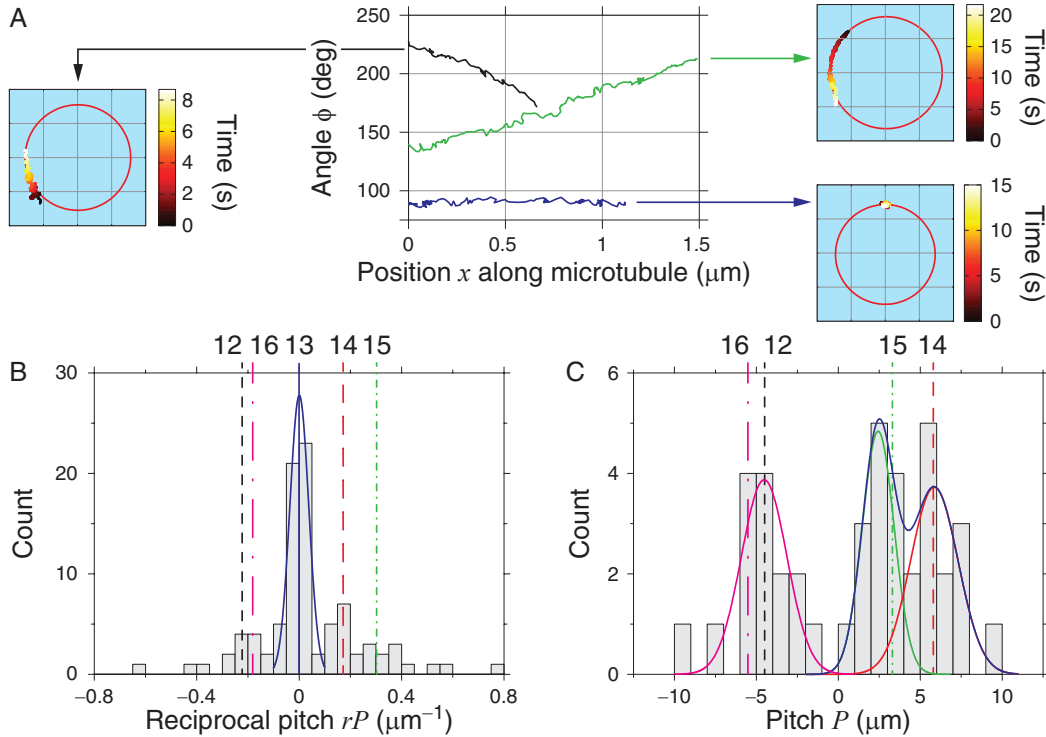 A
250
200
150
100
Angle ϕ (deg)
0
0.5
1
1.5
Position x along microtubule (μm)
8
6
4
2
0
Time (s)
20
15
10
5
0
Time (s)
15
10
5
0
Time (s)
B
12 16 13 14 15
30
20
10
0
Count
−0.8 −0.4 0 0.4 0.8
Reciprocal pitch rP (μm−1)
C
16 12 15 14
6
4
2
0
Count
−10 −5 0 5 10
Pitch P (μm)